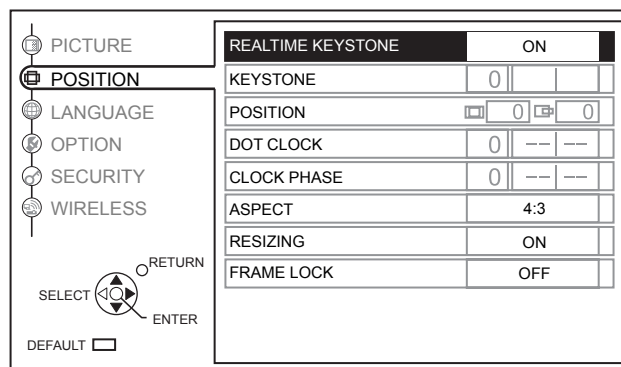 PICTURE
POSITION
LANGUAGE
OPTION
SECURITY
WIRELESS
RETURN
SELECT
ENTER
DEFAULT
REALTIME KEYSTONE ON
KEYSTONE 0
POSITION 0 0
DOT CLOCK 0 -- --
CLOCK PHASE 0 -- --
ASPECT 4:3
RESIZING ON
FRAME LOCK OFF